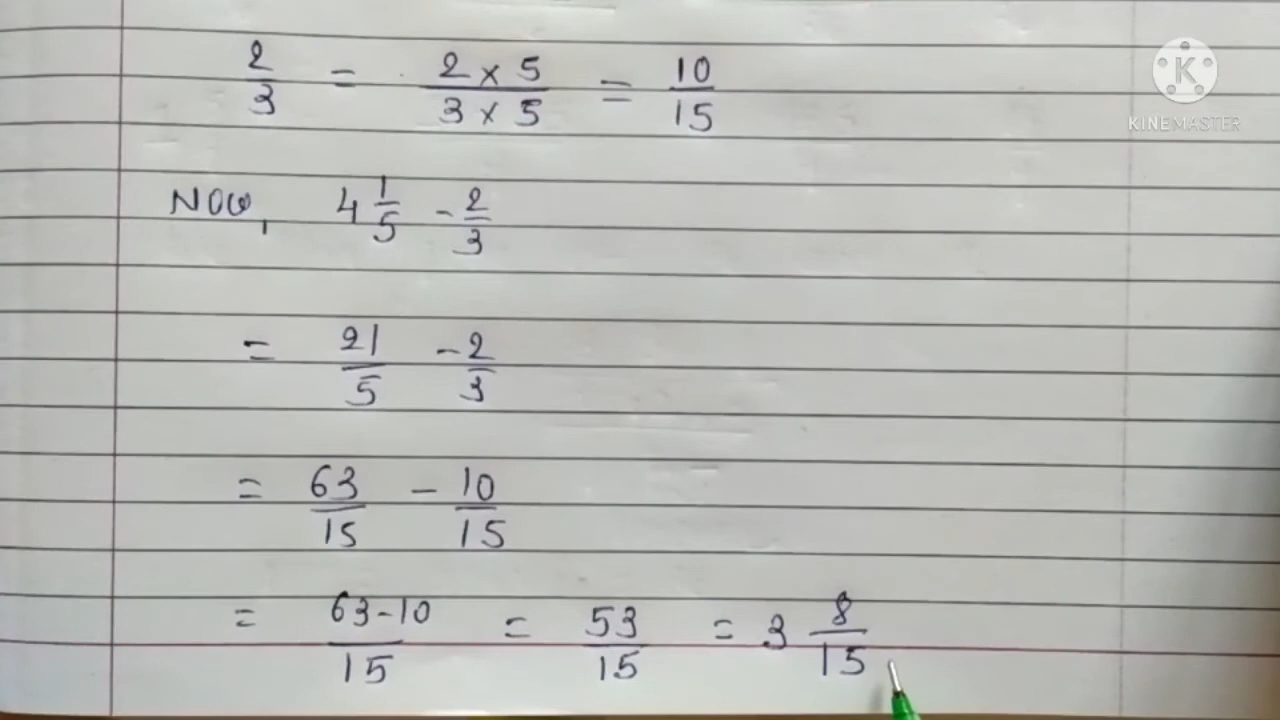 2/3 = 2 × 5 / 3 × 5 = 10/15
K
KINEMASTER
NOW, 4 1/5 - 2/3
= 21/5 - 2/3
= 63/15 - 10/15
= 63-10/15 = 53/15 = 3 8/15